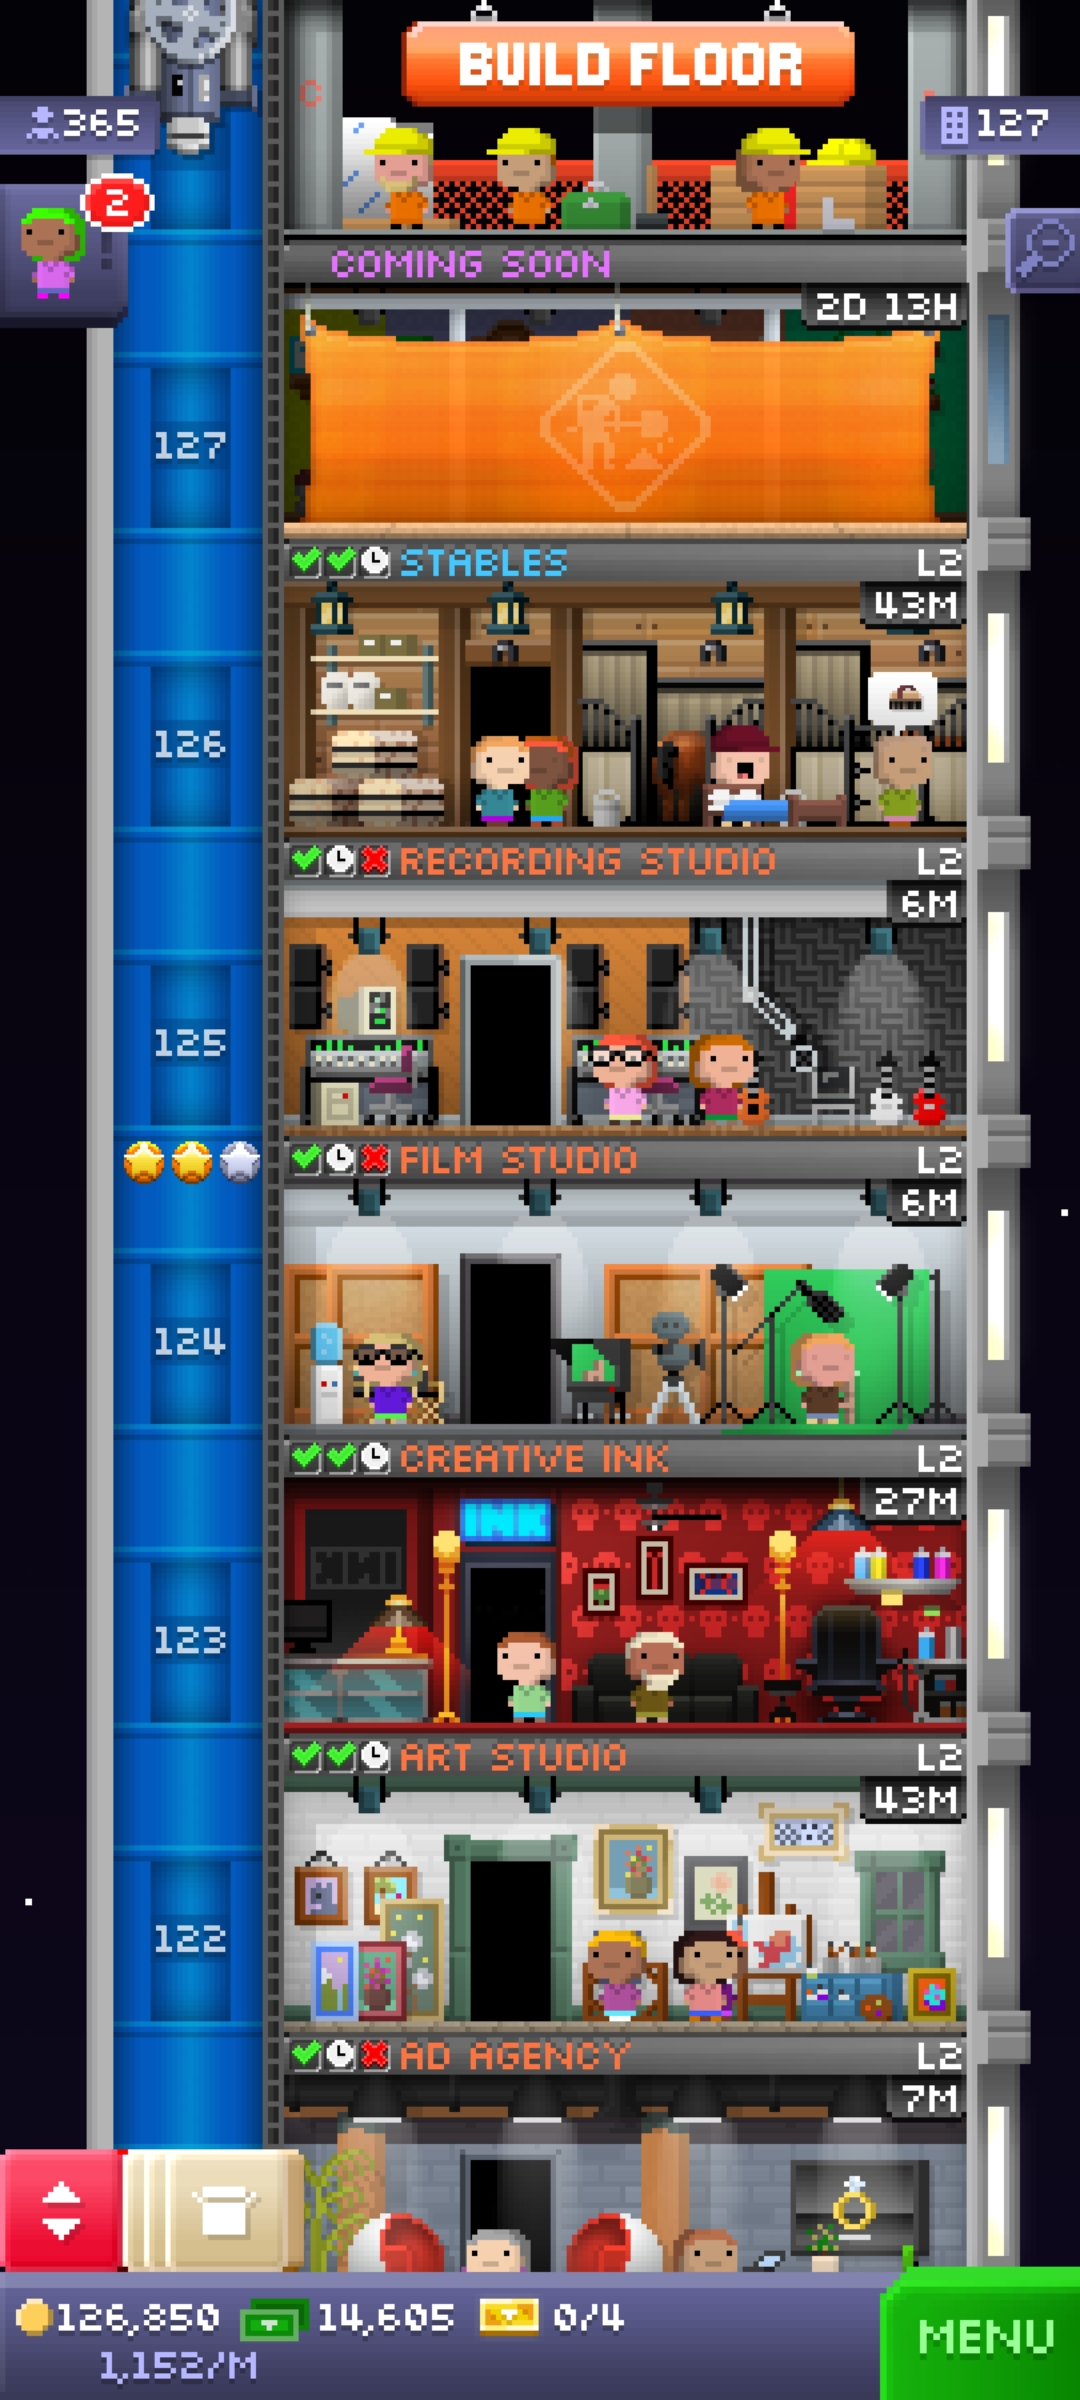 BUILD FLOOR
365
127
2
COMING SOON
2D 13H
127
STABLES
L2
43M
126
RECORDING STUDIO
L2
6M
125
FILM STUDIO
L2
6M
124
CREATIVE INK
L2
27M
INK
123
ART STUDIO
L2
43M
122
AD AGENCY
L2
7M
126,850
14,605
0/4
1,152/M
MENU